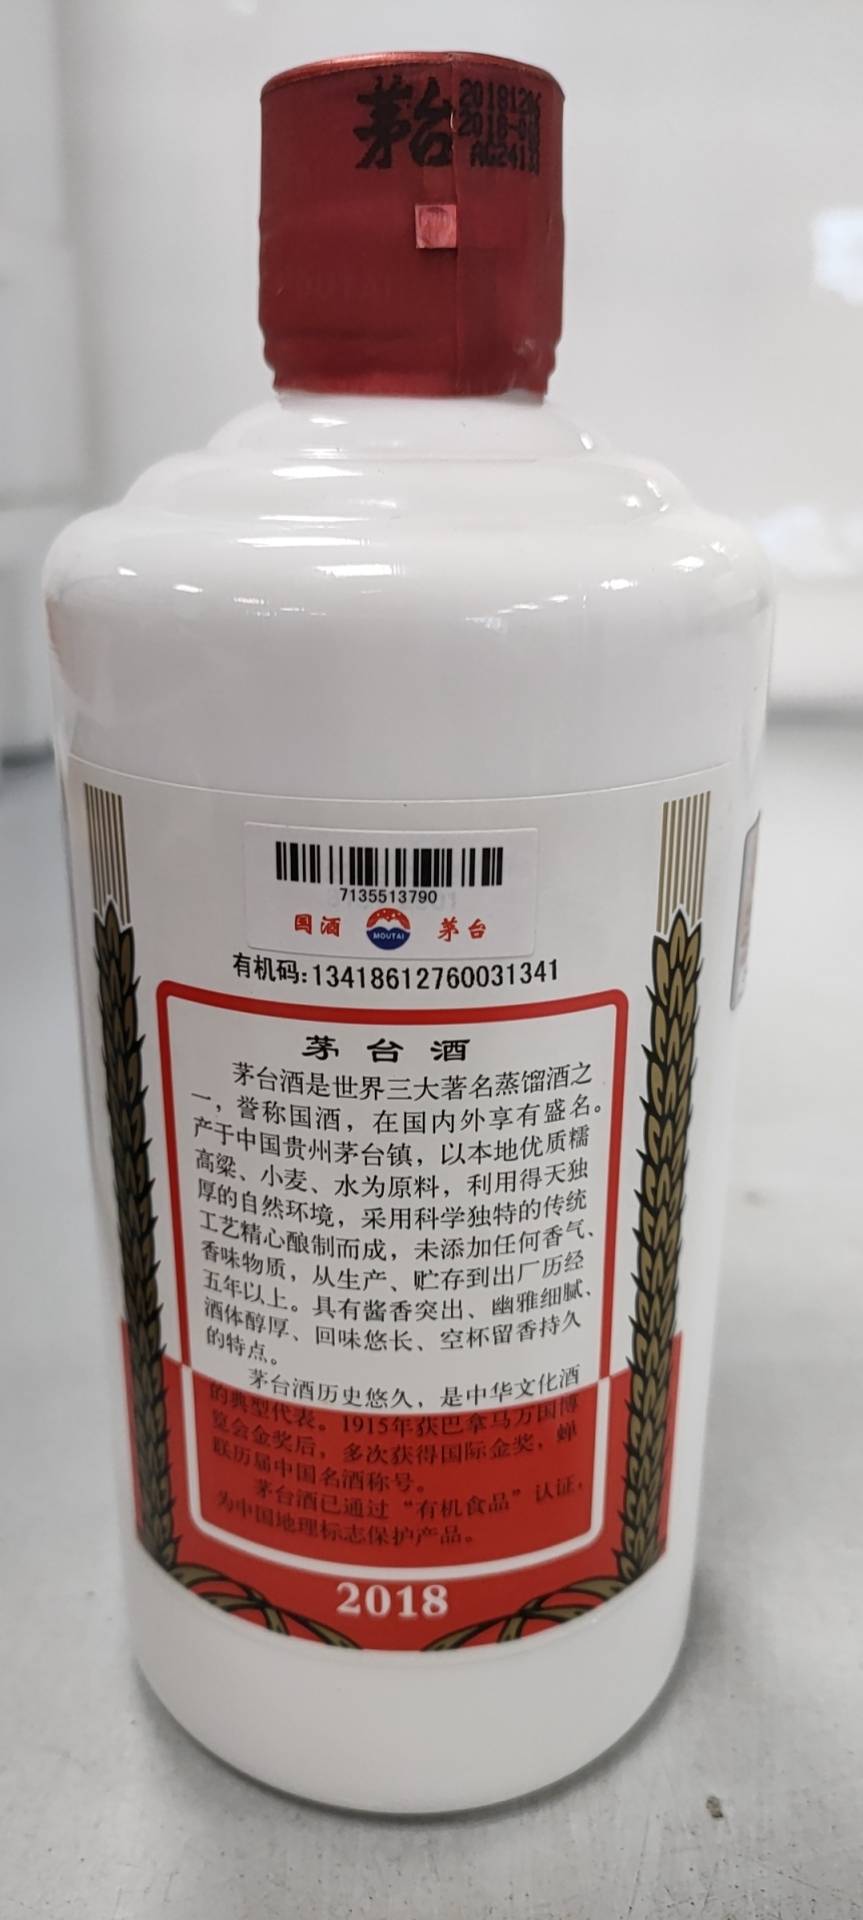 茅台
7135513790
国酒 MOUTAI 茅台
有机码:13418612760031341
茅台酒
茅台酒是世界三大著名蒸馏酒之
一，誉称国酒，在国内外享有盛名。
产于中国贵州茅台镇，以本地优质糯
高粱、小麦、水为原料，利用得天独
厚的自然环境，采用科学独特的传统
工艺精心酿制而成，未添加任何香气、
香味物质，从生产、贮存到出厂历经
五年以上。具有酱香突出、幽雅细腻、
酒体醇厚、回味悠长、空杯留香持久
的特点。
茅台酒历史悠久，是中华文化酒
的典型代表。1915年获巴拿马万国博
览会金奖后，多次获得国际金奖，蝉
联历届中国名酒称号。
茅台酒已通过“有机食品”认证，
为中国地理标志保护产品。
2018